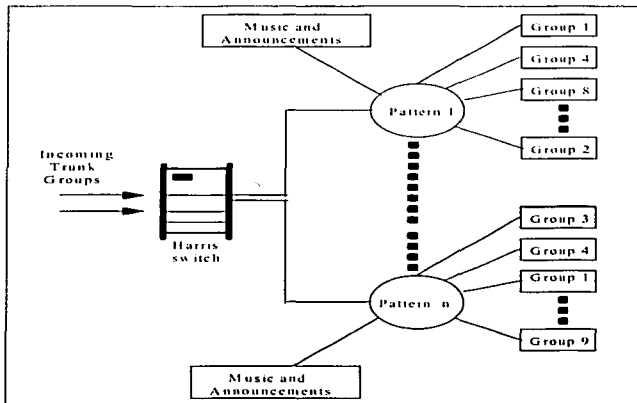 Music and
Announcements
Group 1
Group 4
Group 8
Group 2
Pattern 1
Incoming
Trunk
Groups
Harris
switch
Group 3
Group 4
Group 1
Group 9
Pattern n
Music and
Announcements